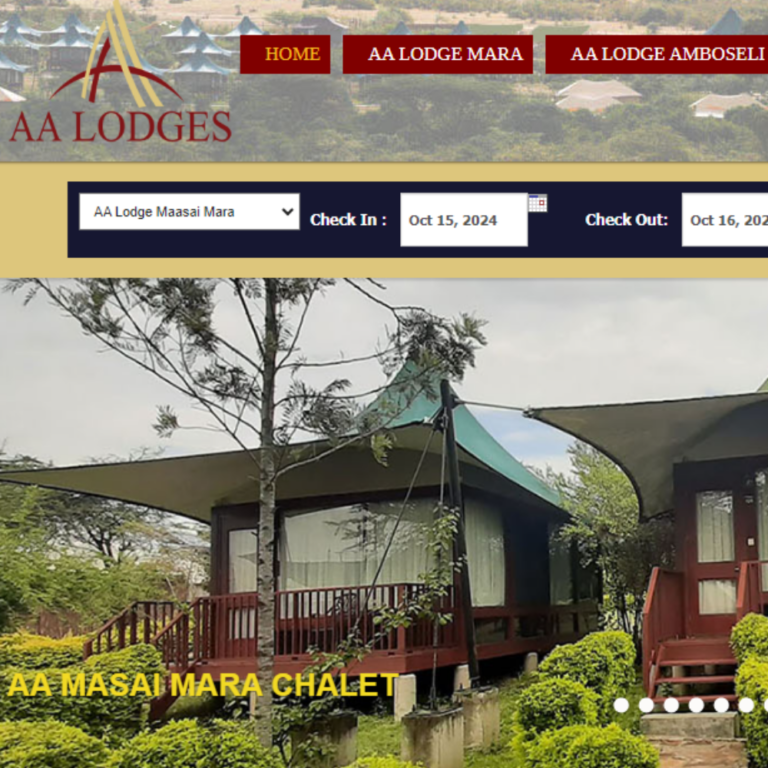 HOME
AA LODGE MARA
AA LODGE AMBOSELI
AA LODGES
AA Lodge Maasai Mara
Check In :
Oct 15, 2024
Check Out:
Oct 16, 202
AA MASAI MARA CHALET